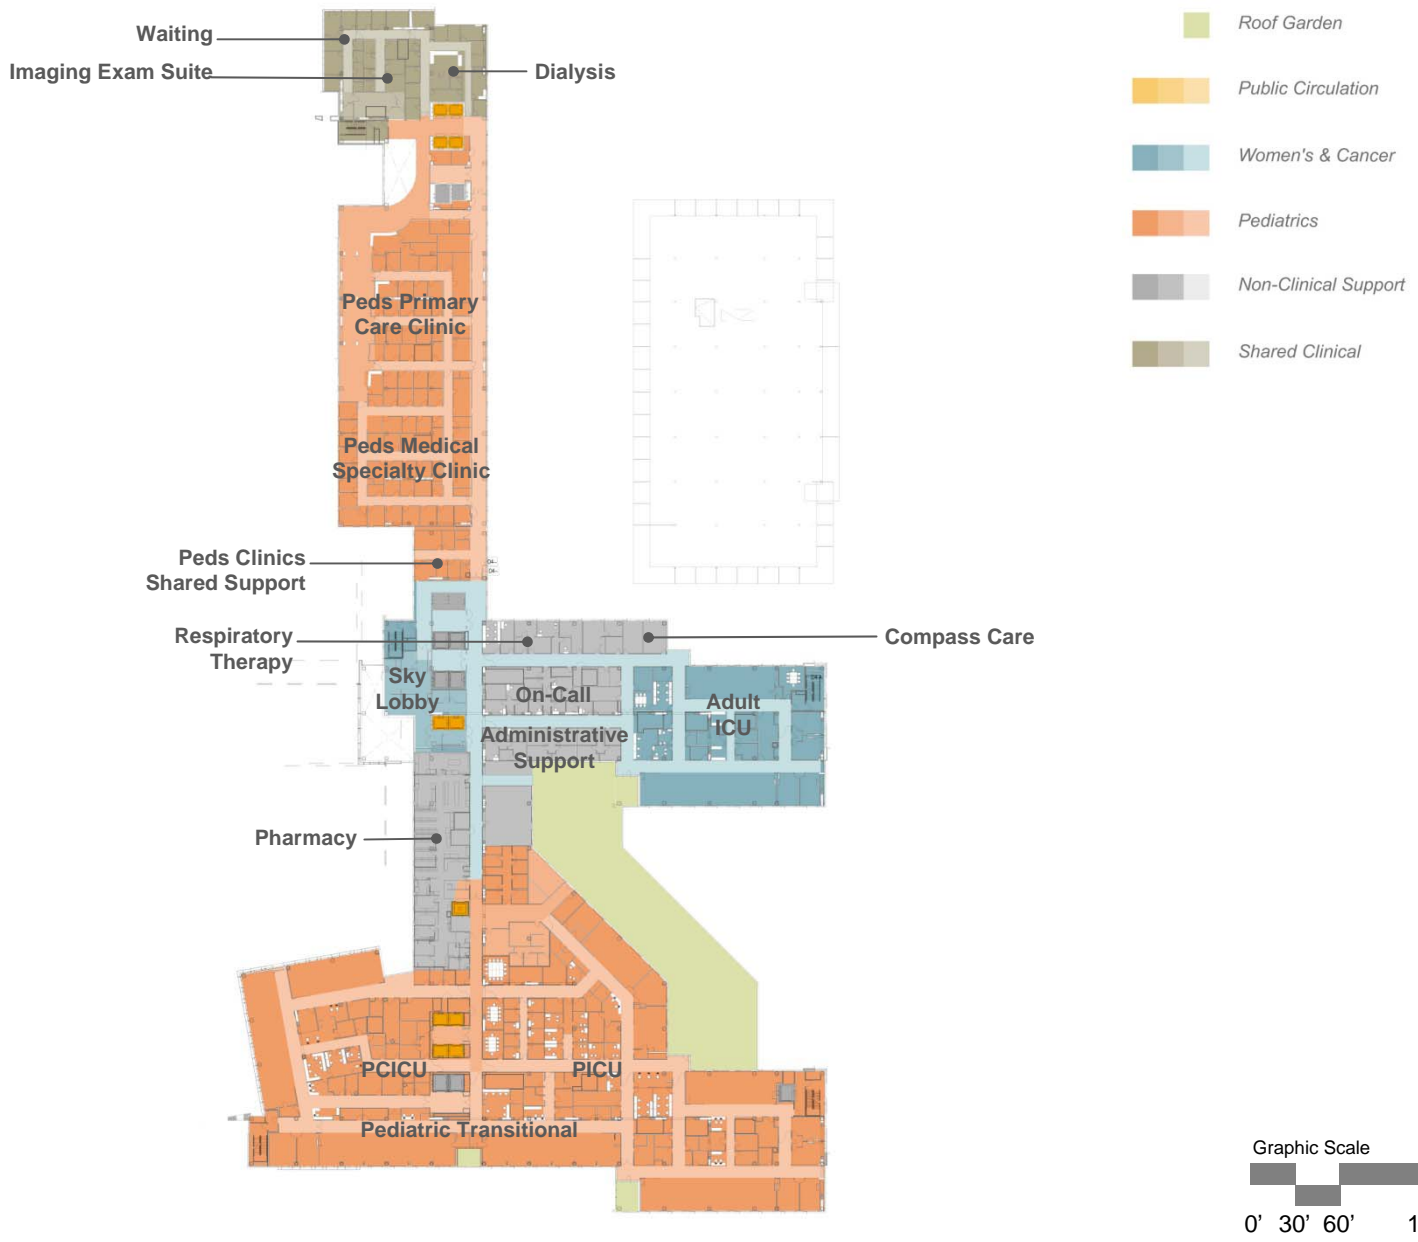 Waiting
Imaging Exam Suite
Dialysis
Roof Garden
Public Circulation
Women's & Cancer
Pediatrics
Non-Clinical Support
Shared Clinical
Peds Primary
Care Clinic
Peds Medical
Specialty Clinic
Peds Clinics
Shared Support
Respiratory
Therapy
Compass Care
Sky
Lobby
On-Call
Adult
ICU
Administrative
Support
Pharmacy
PCICU
PICU
Pediatric Transitional
Graphic Scale
0’ 30’ 60’ 1